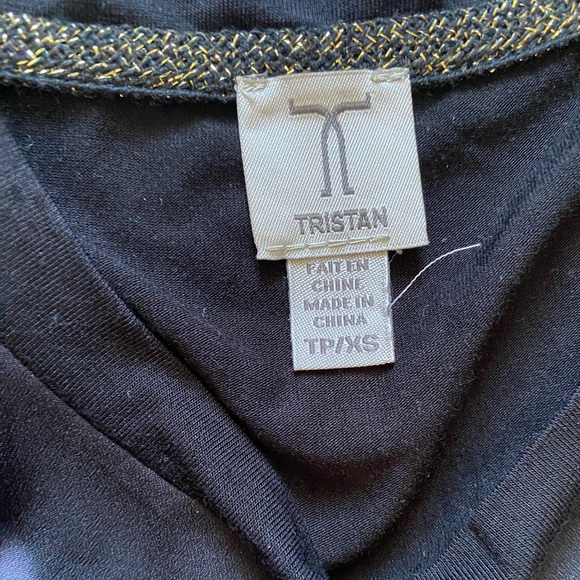 TRISTAN
FAIT EN
CHINE
MADE IN
CHINA
TP/XS